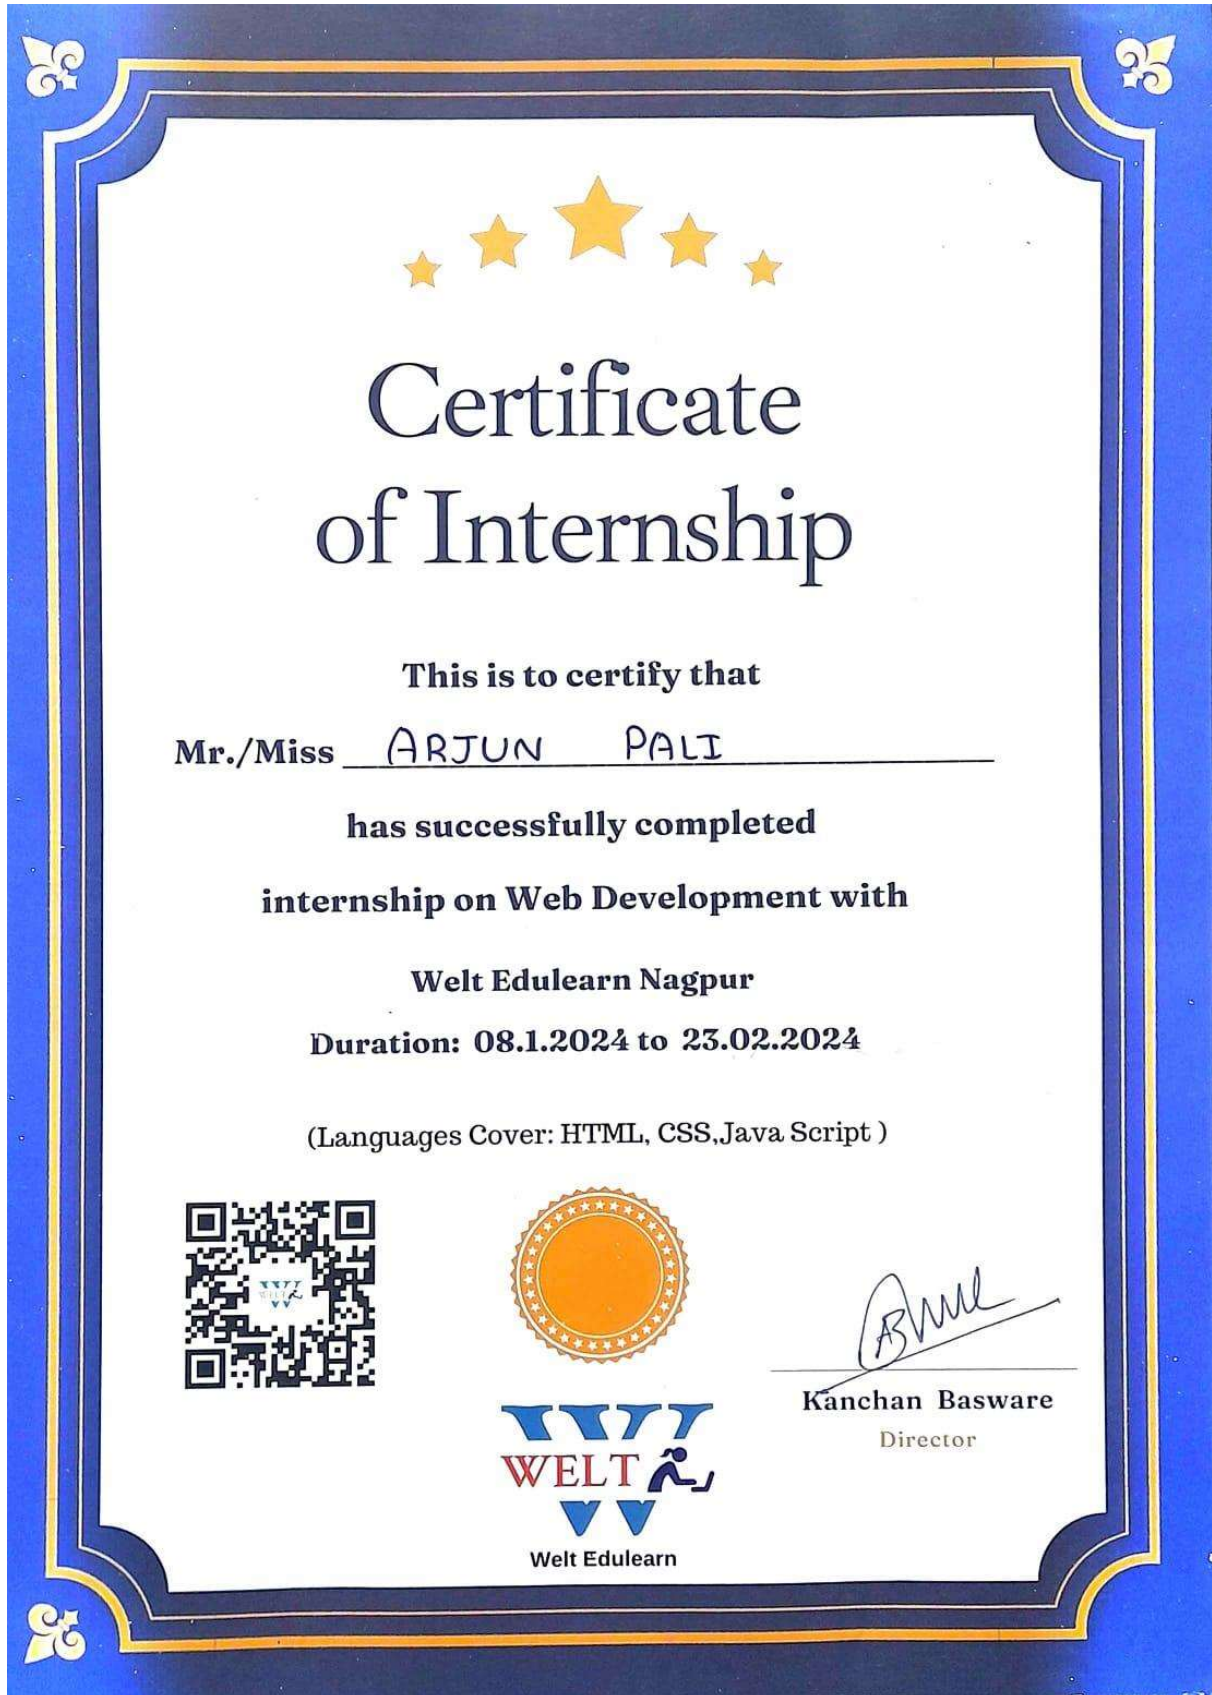 Certificate
of Internship
This is to certify that
Mr./Miss ARJUN PALI
has successfully completed
internship on Web Development with
Welt Edulearn Nagpur
Duration: 08.1.2024 to 23.02.2024
(Languages Cover: HTML, CSS,Java Script )
WELT
Kanchan Basware
Director
WELT
Welt Edulearn